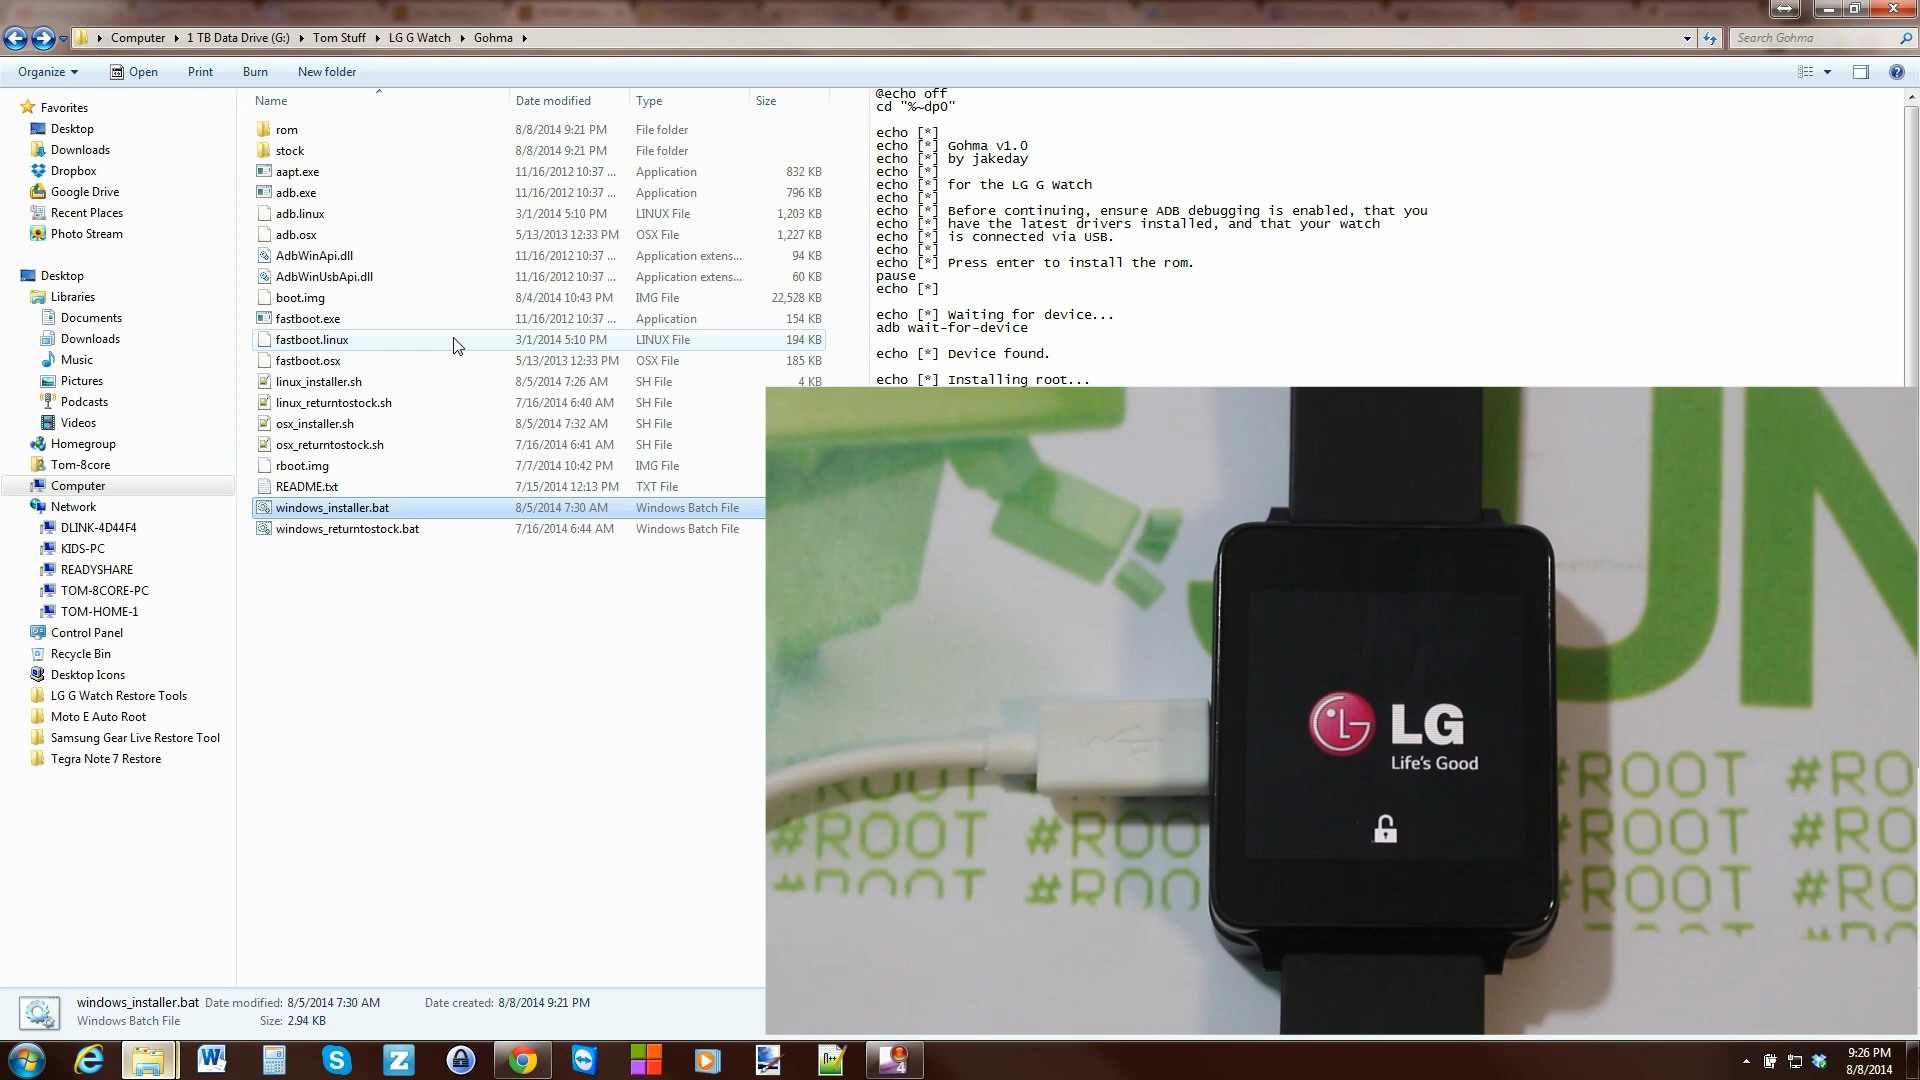 Computer ▸ 1 TB Data Drive (G:) ▸ Tom Stuff ▸ LG G Watch ▸ Gohma ▸
Search Gohma
Organize Open Print Burn New folder
Favorites
Desktop
Downloads
Dropbox
Google Drive
Recent Places
Photo Stream
Desktop
Libraries
Documents
Downloads
Music
Pictures
Podcasts
Videos
Homegroup
Tom-8core
Computer
Network
DLINK-4D44F4
KIDS-PC
READYSHARE
TOM-8CORE-PC
TOM-HOME-1
Control Panel
Recycle Bin
Desktop Icons
LG G Watch Restore Tools
Moto E Auto Root
Samsung Gear Live Restore Tool
Tegra Note 7 Restore
Name Date modified Type Size
rom 8/8/2014 9:21 PM File folder
stock 8/8/2014 9:21 PM File folder
aapt.exe 11/16/2012 10:37 ... Application 832 KB
adb.exe 11/16/2012 10:37 ... Application 796 KB
adb.linux 3/1/2014 5:10 PM LINUX File 1,203 KB
adb.osx 5/13/2013 12:33 PM OSX File 1,227 KB
AdbWinApi.dll 11/16/2012 10:37 ... Application extens... 94 KB
AdbWinUsbApi.dll 11/16/2012 10:37 ... Application extens... 60 KB
boot.img 8/4/2014 10:43 PM IMG File 22,528 KB
fastboot.exe 11/16/2012 10:37 ... Application 154 KB
fastboot.linux 3/1/2014 5:10 PM LINUX File 194 KB
fastboot.osx 5/13/2013 12:33 PM OSX File 185 KB
linux_installer.sh 8/5/2014 7:26 AM SH File 4 KB
linux_returntostock.sh 7/16/2014 6:40 AM SH File
osx_installer.sh 8/5/2014 7:32 AM SH File
osx_returntostock.sh 7/16/2014 6:41 AM SH File
rboot.img 7/7/2014 10:42 PM IMG File
README.txt 7/15/2014 12:13 PM TXT File
windows_installer.bat 8/5/2014 7:30 AM Windows Batch File
windows_returntostock.bat 7/16/2014 6:44 AM Windows Batch File
@echo off
cd "%~dp0"
echo [*]
echo [*] Gohma v1.0
echo [*] by jakeday
echo [*]
echo [*] for the LG G Watch
echo [*]
echo [*] Before continuing, ensure ADB debugging is enabled, that you
echo [*] have the latest drivers installed, and that your watch
echo [*] is connected via USB.
echo [*]
echo [*] Press enter to install the rom.
pause
echo [*]
echo [*] Waiting for device...
adb wait-for-device
echo [*] Device found.
echo [*] Installing root...
UN
LG
Life's Good
#ROOT #ROO #ROOT #RO
#ROOT #ROO #ROOT #RO
#ROOT #ROO #ROOT #RO
windows_installer.bat Date modified: 8/5/2014 7:30 AM Date created: 8/8/2014 9:21 PM
Windows Batch File Size: 2.94 KB
9:26 PM
8/8/2014